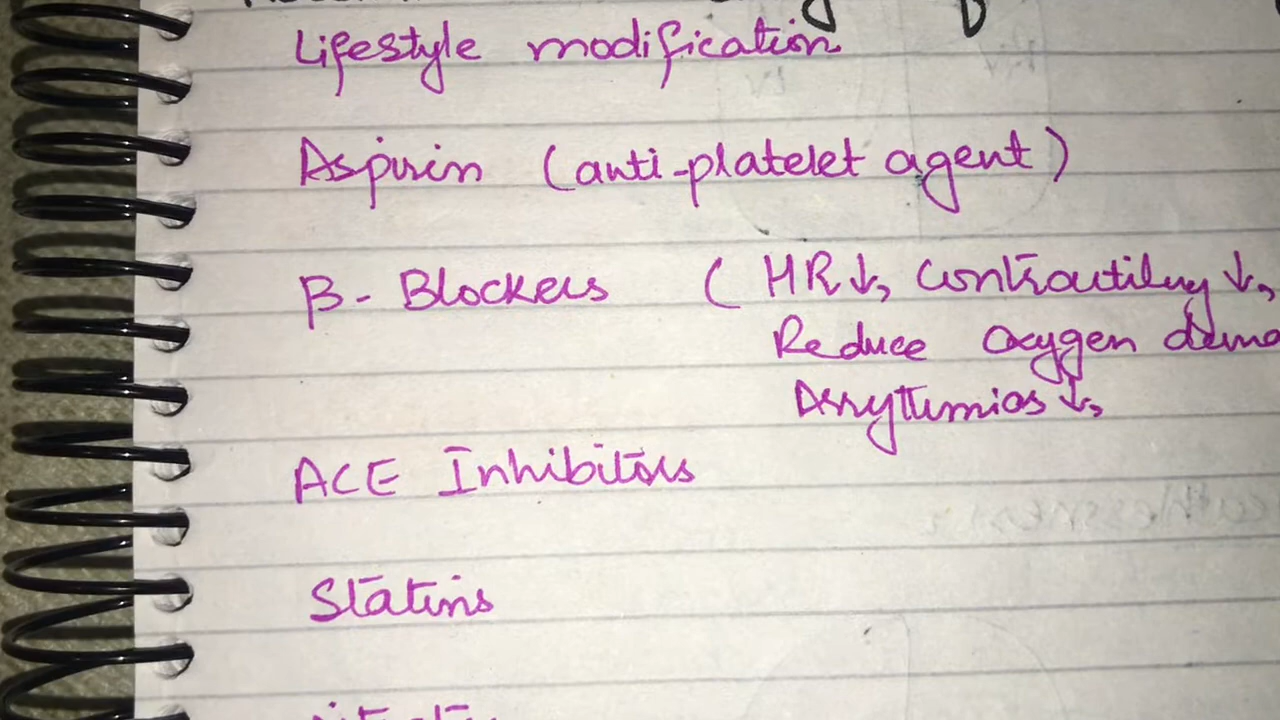 Lifestyle modification
Aspirin (anti-platelet agent)
β- Blockers ( HR↓, Contractility ↓,
Reduce oxygen
Arrythmias ↓,
ACE Inhibitors
Statins